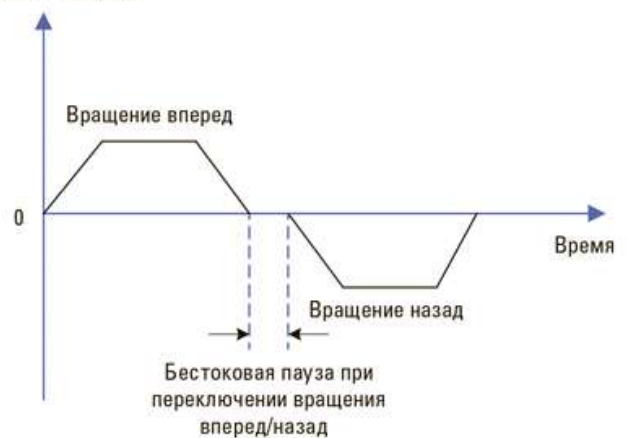 Вращение вперед
0
Время
Вращение назад
Бестоковая пауза при
переключении вращения
вперед/назад